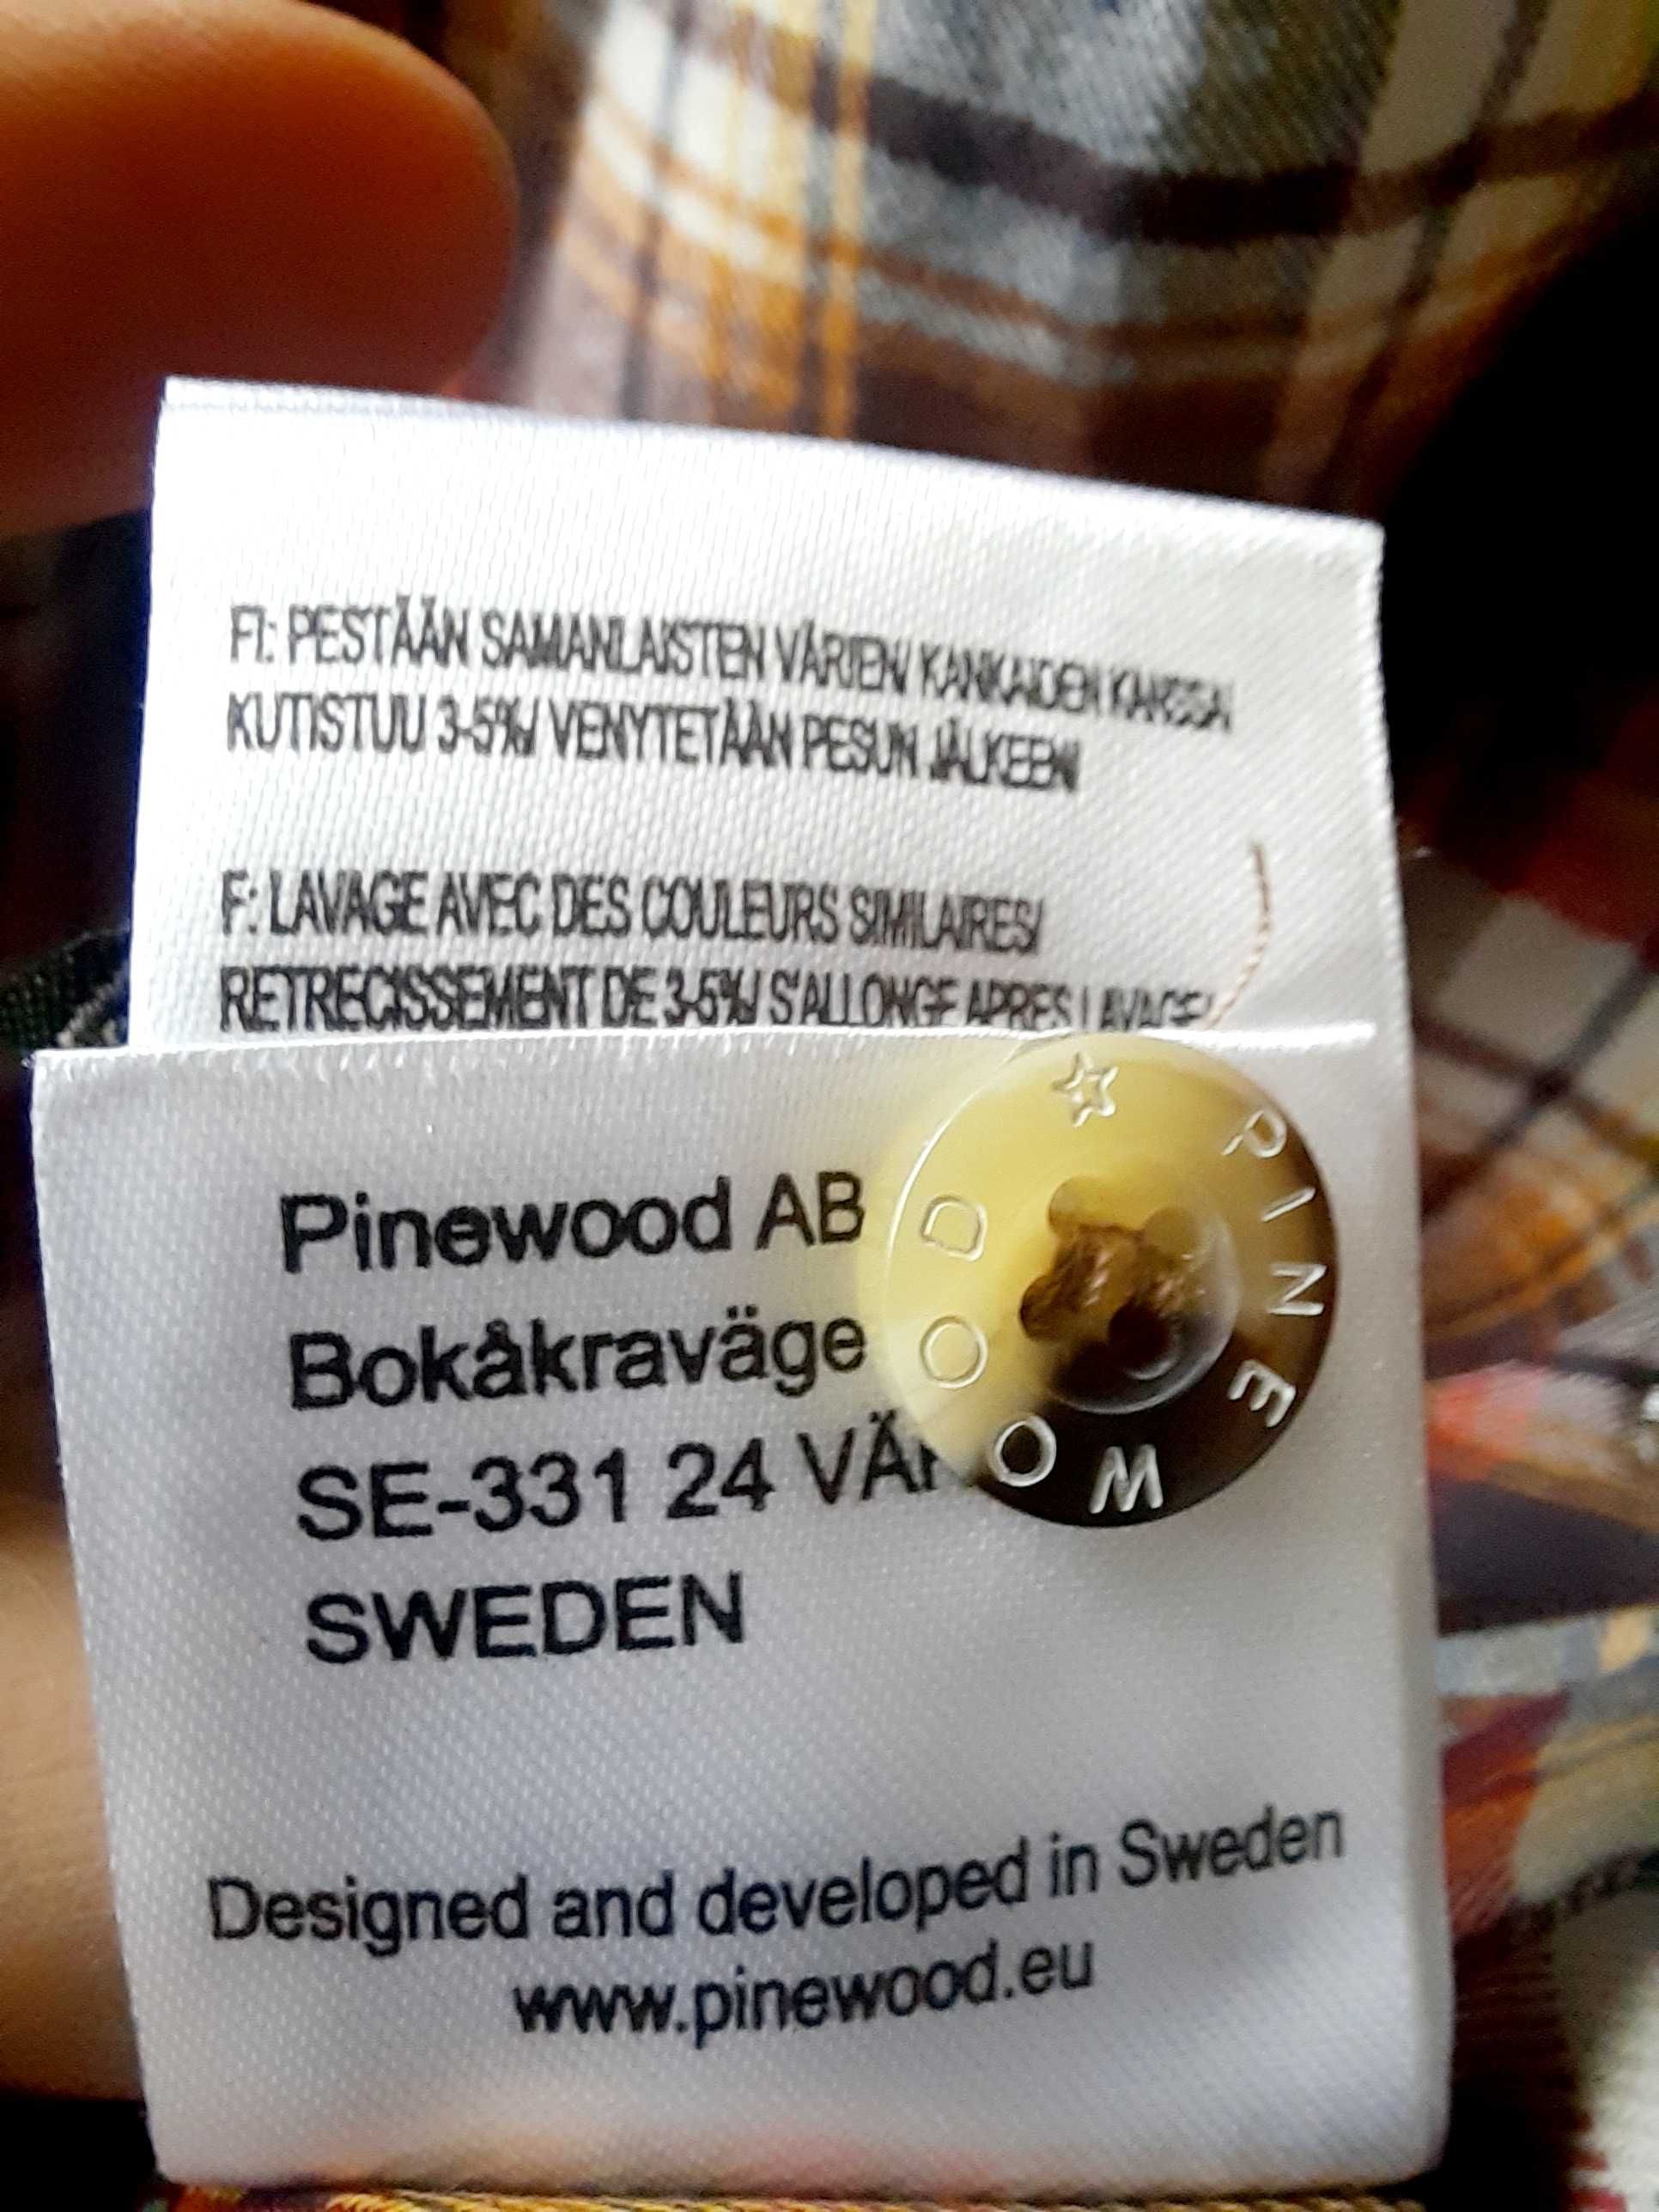 FI: PESTÄÄN SAMANLAISTEN VÄRIEN/ KANKAIDEN KANSSA/
KUTISTUU 3-5%/ VENYTETÄÄN PESUN JÄLKEEN/
F: LAVAGE AVEC DES COULEURS SIMILAIRES/
RETRECISSEMENT DE 3-5%/ S'ALLONGE APRES LAVAGE/
Pinewood AB
Bokåkraväge
SE-331 24 VÄ
SWEDEN
PINEWOOD
Designed and developed in Sweden
www.pinewood.eu